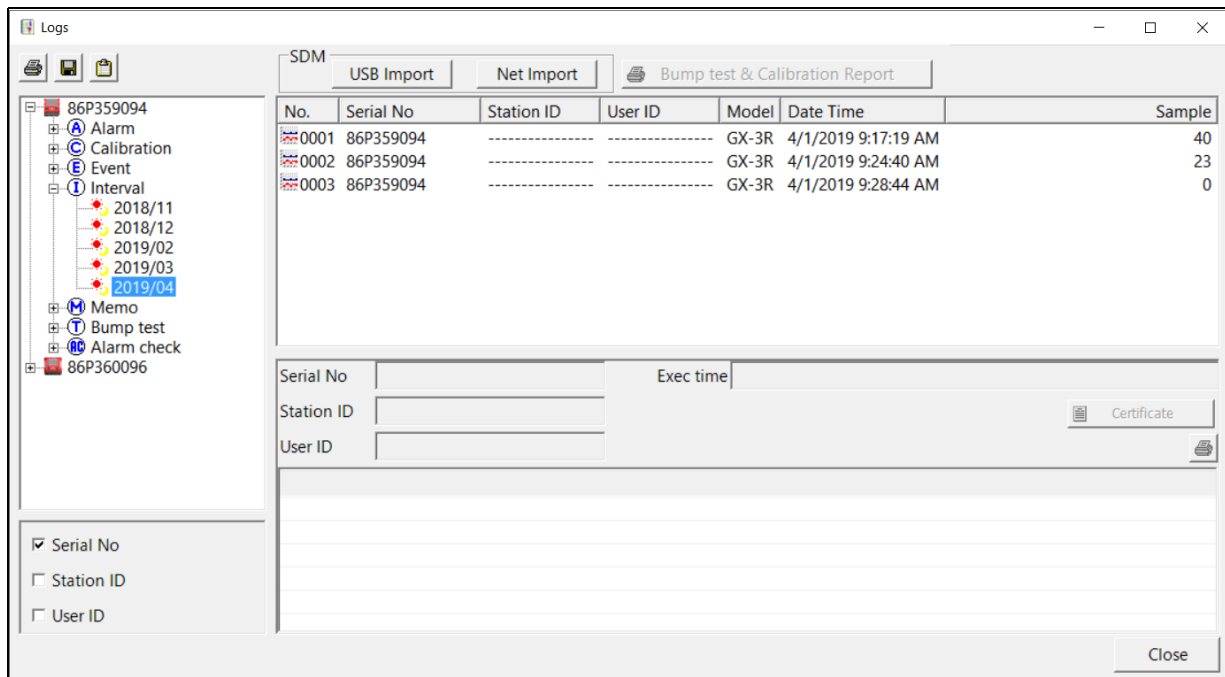 Logs
SDM
USB Import Net Import Bump test & Calibration Report
86P359094
A Alarm
C Calibration
E Event
I Interval
2018/11
2018/12
2019/02
2019/03
2019/04
M Memo
T Bump test
AC Alarm check
86P360096
Serial No
Station ID
User ID
No. Serial No Station ID User ID Model Date Time Sample
0001 86P359094 ---------------- ---------------- GX-3R 4/1/2019 9:17:19 AM 40
0002 86P359094 ---------------- ---------------- GX-3R 4/1/2019 9:24:40 AM 23
0003 86P359094 ---------------- ---------------- GX-3R 4/1/2019 9:28:44 AM 0
Serial No Exec time
Station ID Certificate
User ID
Close